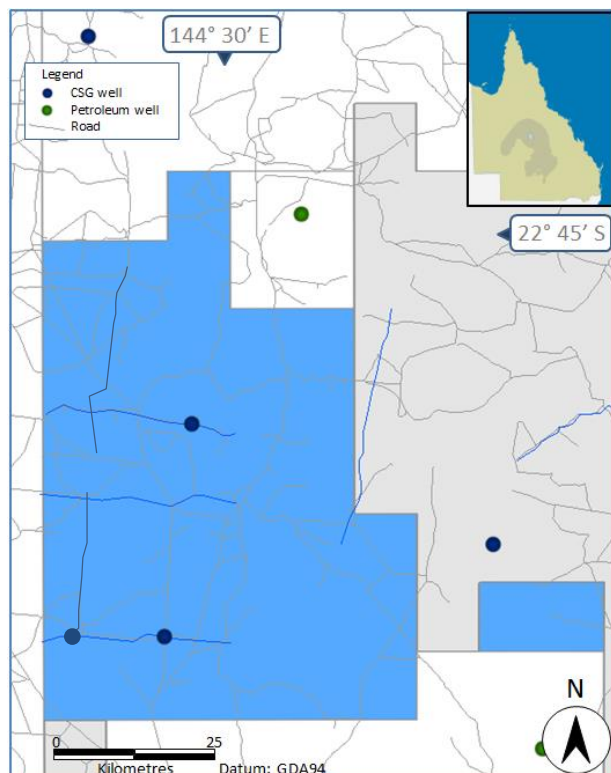 144° 30′ E
Legend
CSG well
Petroleum well
Road
22° 45′ S
N
0 25
Kilometres Datum: GDA94